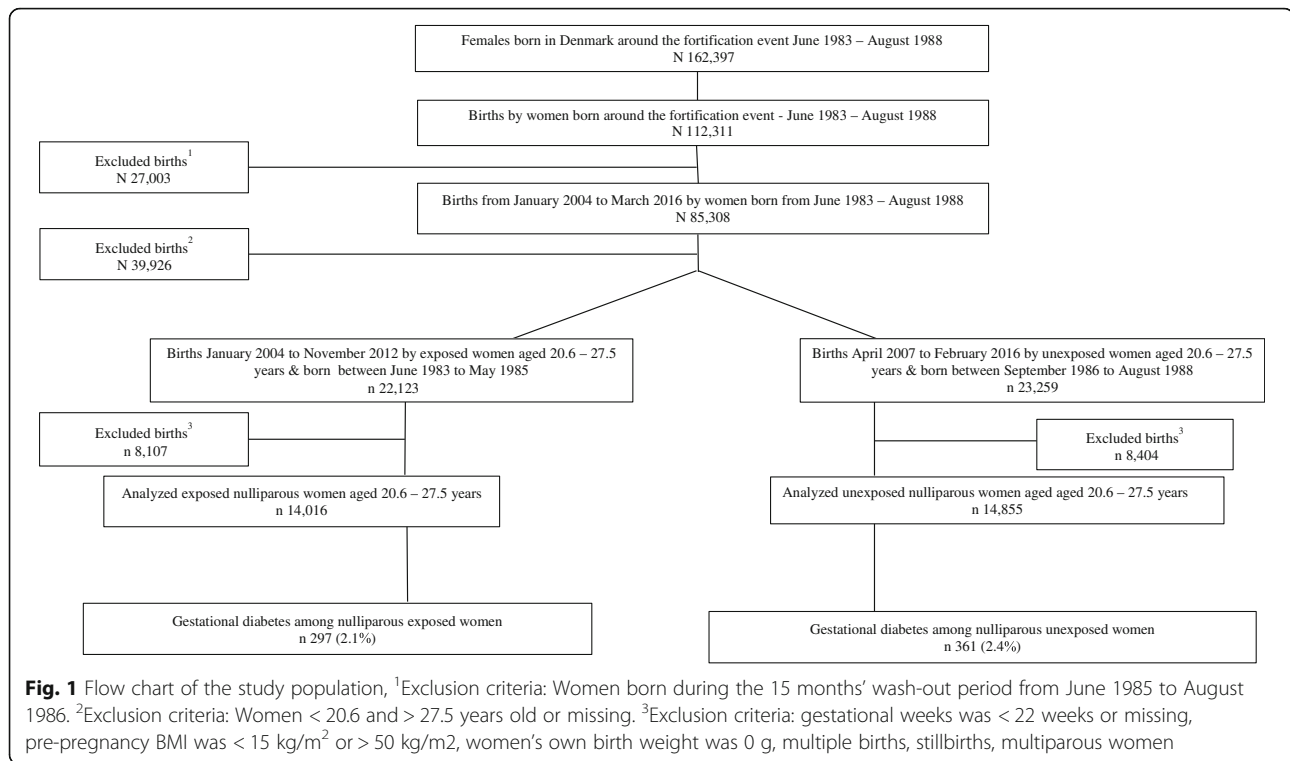 Females born in Denmark around the fortification event June 1983 – August 1988
N 162,397
Births by women born around the fortification event - June 1983 – August 1988
N 112,311
Excluded births1
N 27,003
Births from January 2004 to March 2016 by women born from June 1983 – August 1988
N 85,308
Excluded births2
N 39,926
Births January 2004 to November 2012 by exposed women aged 20.6 – 27.5
years & born between June 1983 to May 1985
n 22,123
Births April 2007 to February 2016 by unexposed women aged 20.6 – 27.5
years & born between September 1986 to August 1988
n 23,259
Excluded births3
n 8,107
Excluded births3
n 8,404
Analyzed exposed nulliparous women aged 20.6 – 27.5 years
n 14,016
Analyzed unexposed nulliparous women aged aged 20.6 – 27.5 years
n 14,855
Gestational diabetes among nulliparous exposed women
n 297 (2.1%)
Gestational diabetes among nulliparous unexposed women
n 361 (2.4%)
Fig. 1 Flow chart of the study population, 1Exclusion criteria: Women born during the 15 months' wash-out period from June 1985 to August
1986. 2Exclusion criteria: Women < 20.6 and > 27.5 years old or missing. 3Exclusion criteria: gestational weeks was < 22 weeks or missing,
pre-pregnancy BMI was < 15 kg/m2 or > 50 kg/m2, women's own birth weight was 0 g, multiple births, stillbirths, multiparous women